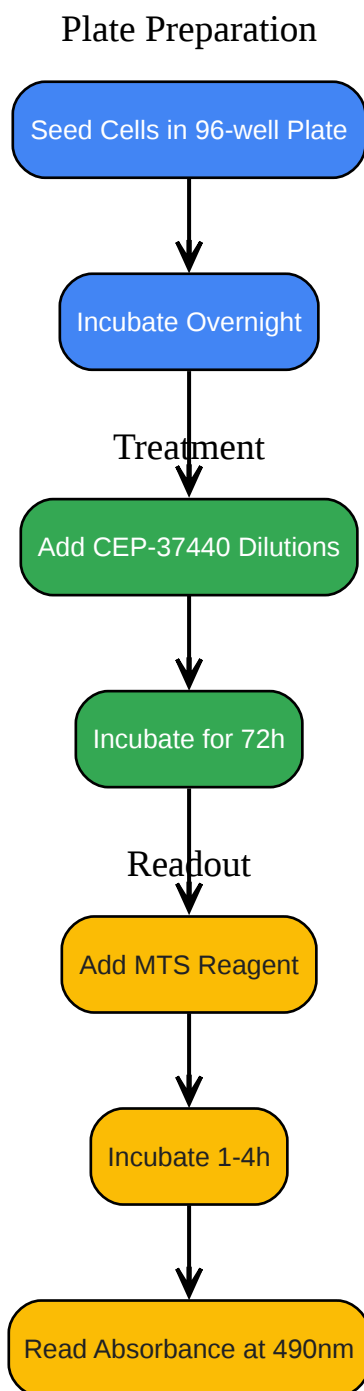 Plate Preparation
Seed Cells in 96-well Plate
Incubate Overnight
Treatment
Add CEP-37440 Dilutions
Incubate for 72h
Readout
Add MTS Reagent
Incubate 1-4h
Read Absorbance at 490nm